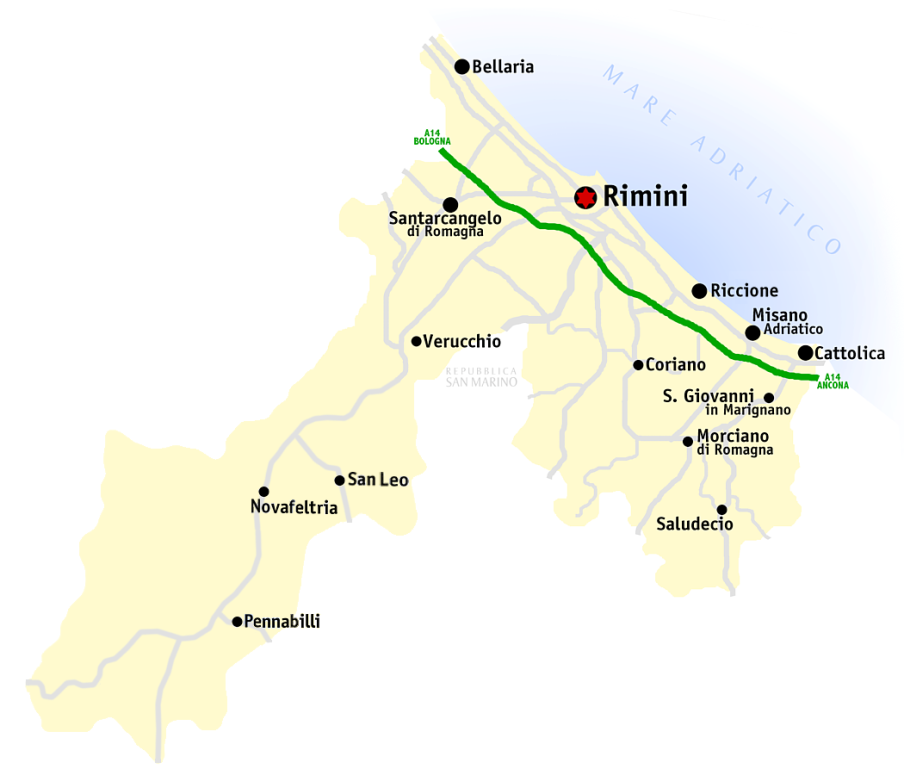 Bellaria
MARE ADRIATICO
A14
BOLOGNA
Rimini
Santarcangelo
di Romagna
Riccione
Misano
Adriatico
Verucchio
Cattolica
Coriano
REPUBBLICA
SAN MARINO
A14
ANCONA
S. Giovanni
in Marignano
Morciano
di Romagna
San Leo
Novafeltria
Saludecio
Pennabilli